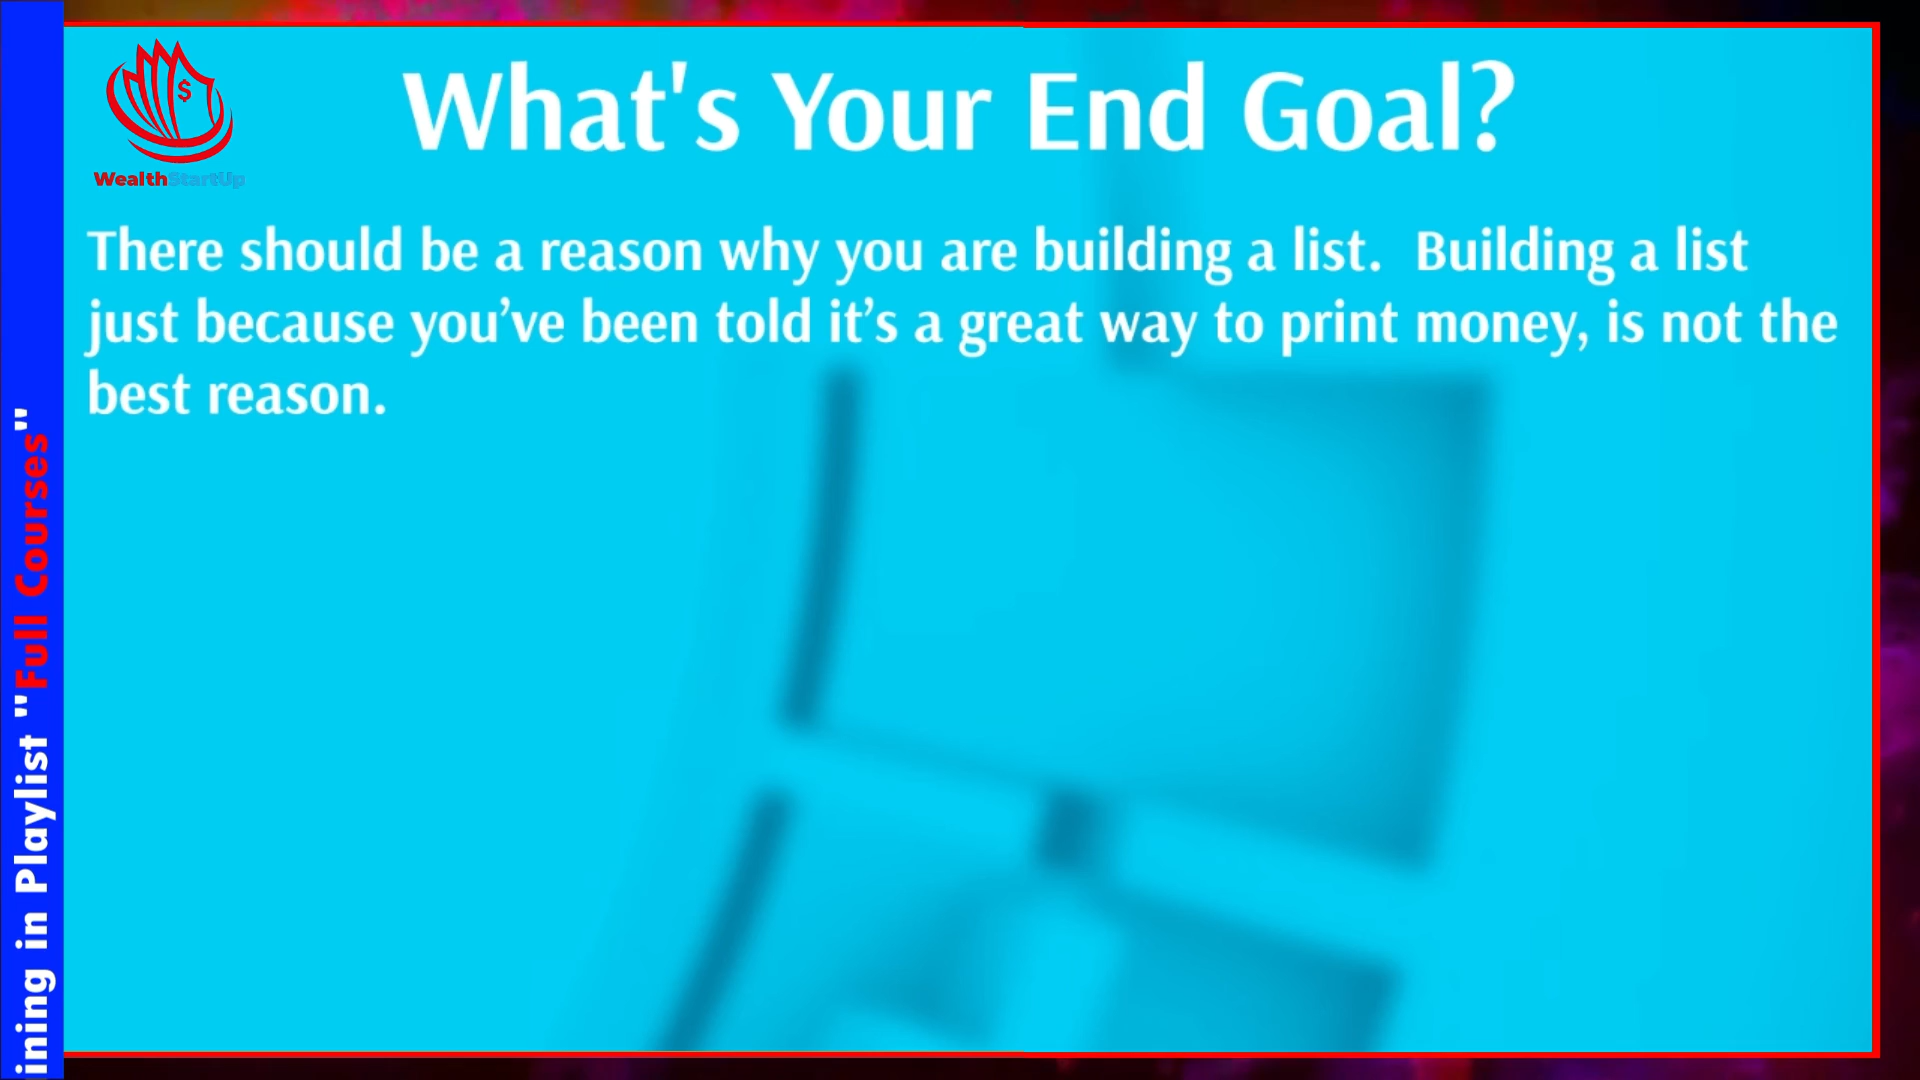 What's Your End Goal?
WealthStartUp
There should be a reason why you are building a list.  Building a list
just because you’ve been told it’s a great way to print money, is not the
best reason.
ining in Playlist "Full Courses"